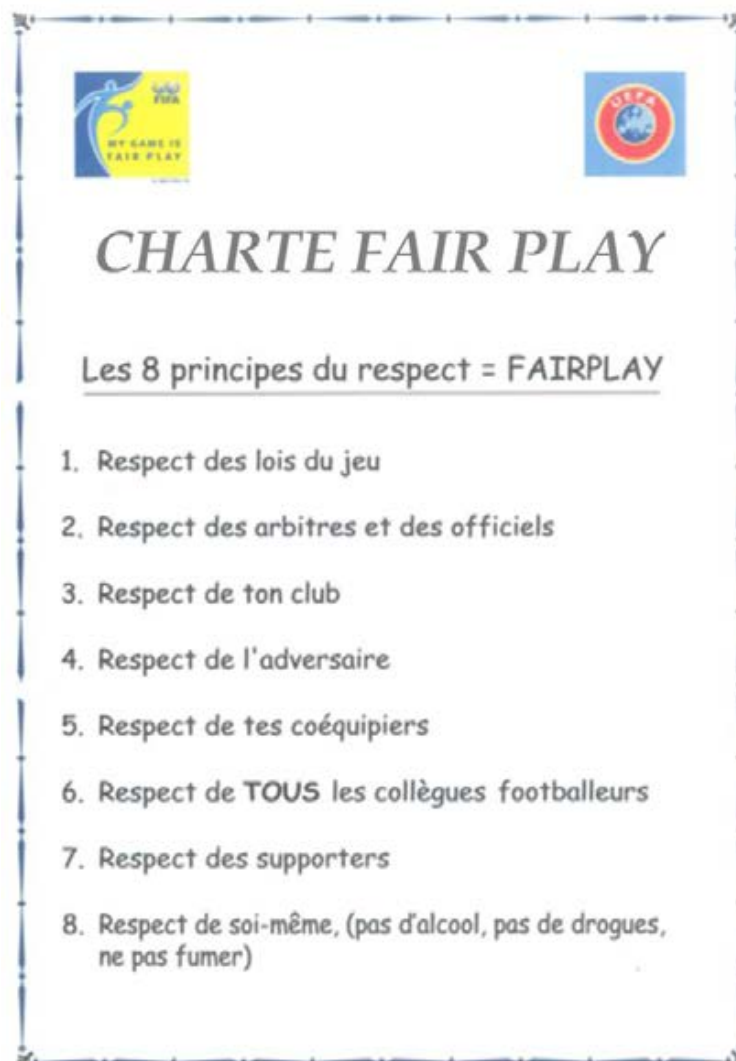 FIFA
UEFA
MY GAME IS
FAIR PLAY
CHARTE FAIR PLAY
Les 8 principes du respect = FAIRPLAY
1. Respect des lois du jeu
2. Respect des arbitres et des officiels
3. Respect de ton club
4. Respect de l'adversaire
5. Respect de tes coéquipiers
6. Respect de TOUS les collègues footballeurs
7. Respect des supporters
8. Respect de soi-même, (pas d'alcool, pas de drogues,
ne pas fumer)